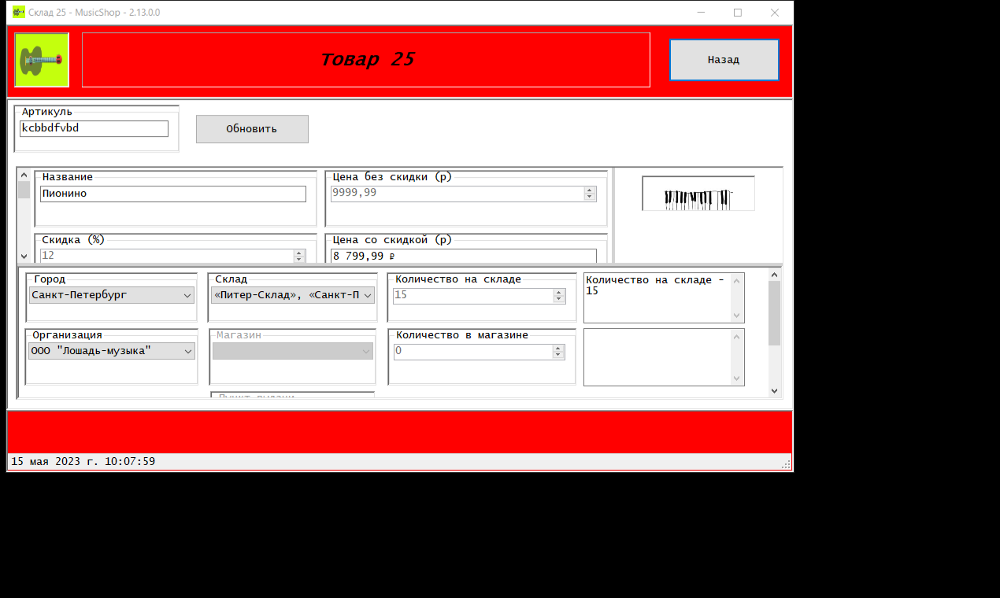 Склад 25 - MusicShop - 2.13.0.0
Товар 25
Назад
Артикуль
kcbbdfvbd
Обновить
Название
Пионино
Цена без скидки (р)
9999,99
Скидка (%)
12
Цена со скидкой (р)
8 799,99 ₽
Город
Санкт-Петербург
Склад
«Питер-Склад», «Санкт-П
Количество на складе
15
Количество на складе -
15
Организация
ООО "Лошадь-музыка"
Магазин
Количество в магазине
0
Пункт выдачи
15 мая 2023 г. 10:07:59